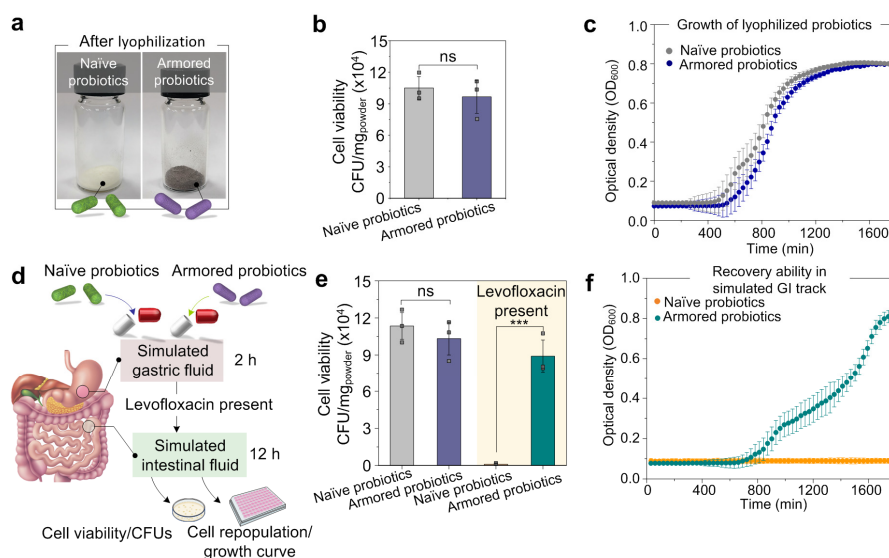 a
After lyophilization
Naïve
probiotics
Armored
probiotics
b
Cell viability
CFU/mgpowder (x10⁴)
15
12
9
6
3
0
ns
Naïve probiotics
Armored probiotics
c
Growth of lyophilized probiotics
Naïve probiotics
Armored probiotics
Optical density (OD600)
1.0
0.8
0.6
0.4
0.2
0.0
0
400
800
1200
1600
Time (min)
d
Naïve probiotics
Armored probiotics
Simulated
gastric fluid
2 h
Levofloxacin present
Simulated
intestinal fluid
12 h
Cell viability/CFUs
Cell repopulation/
growth curve
e
Cell viability
CFU/mgpowder (x10⁴)
15
12
9
6
3
0
ns
Levofloxacin
present
***
Naïve probiotics
Armored probiotics
Naïve probiotics
Armored probiotics
f
Recovery ability in
simulated GI track
Naïve probiotics
Armored probiotics
Optical density (OD600)
1.0
0.8
0.6
0.4
0.2
0.0
0
400
800
1200
1600
Time (min)